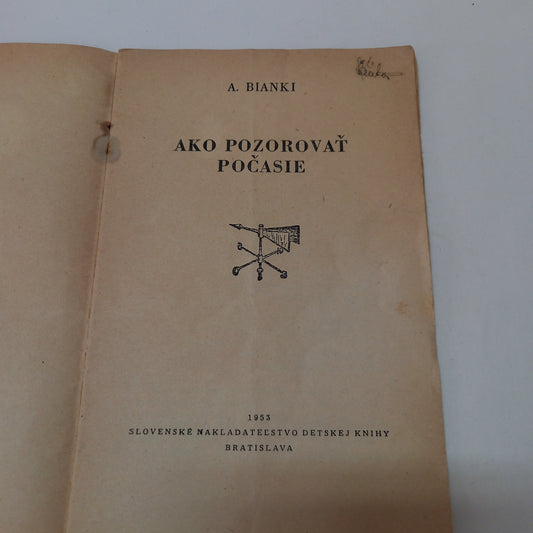 A. BIANKI
AKO POZOROVAŤ
POČASIE
1953
SLOVENSKÉ NAKLADATEĽSTVO DETSKEJ KNIHY
BRATISLAVA